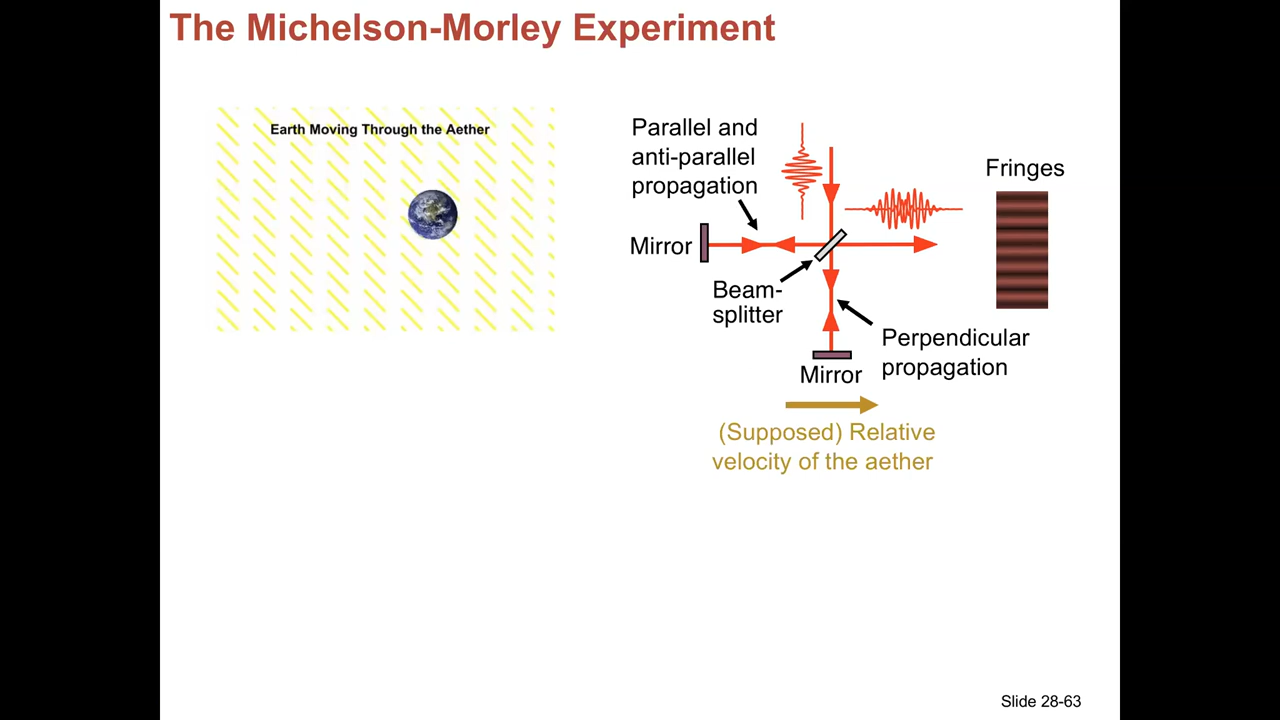 The Michelson-Morley Experiment
Earth Moving Through the Aether
Parallel and
anti-parallel
propagation
Fringes
Mirror
Beam-
splitter
Perpendicular
propagation
Mirror
(Supposed) Relative
velocity of the aether
Slide 28-63